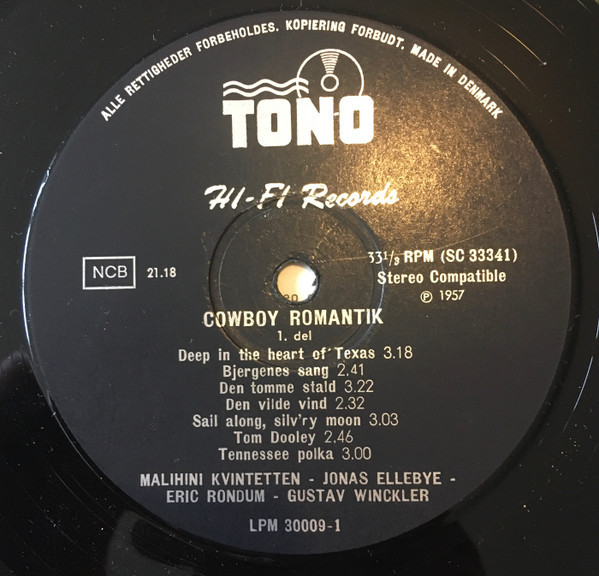 ALLE RETTIGHEDER FORBEHOLDES. KOPIERING FORBUDT. MADE IN DENMARK
TONO
HI-FI Records
NCB 21.18
33 1/3 RPM (SC 33341)
Stereo Compatible
℗ 1957
COWBOY ROMANTIK
1. del
Deep in the heart of Texas 3.18
Bjergenes sang 2.41
Den tomme stald 3.22
Den vilde vind 2.32
Sail along, silv'ry moon 3.03
Tom Dooley 2.46
Tennessee polka 3.00
MALIHINI KVINTETTEN - JONAS ELLEBYE -
ERIC RONDUM - GUSTAV WINCKLER
LPM 30009-1